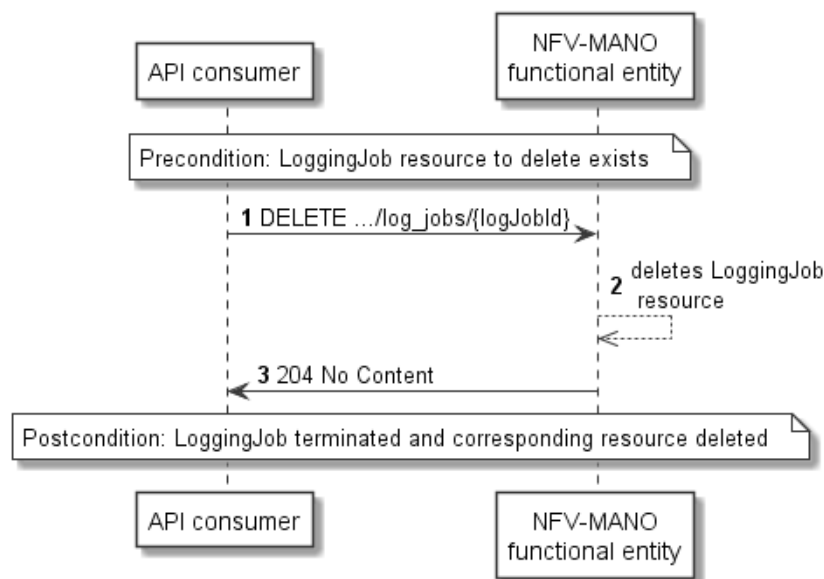 API consumer
NFV-MANO
functional entity
Precondition: LoggingJob resource to delete exists
1 DELETE .../log_jobs/{logJobId}
2 deletes LoggingJob
resource
3 204 No Content
Postcondition: LoggingJob terminated and corresponding resource deleted
API consumer
NFV-MANO
functional entity